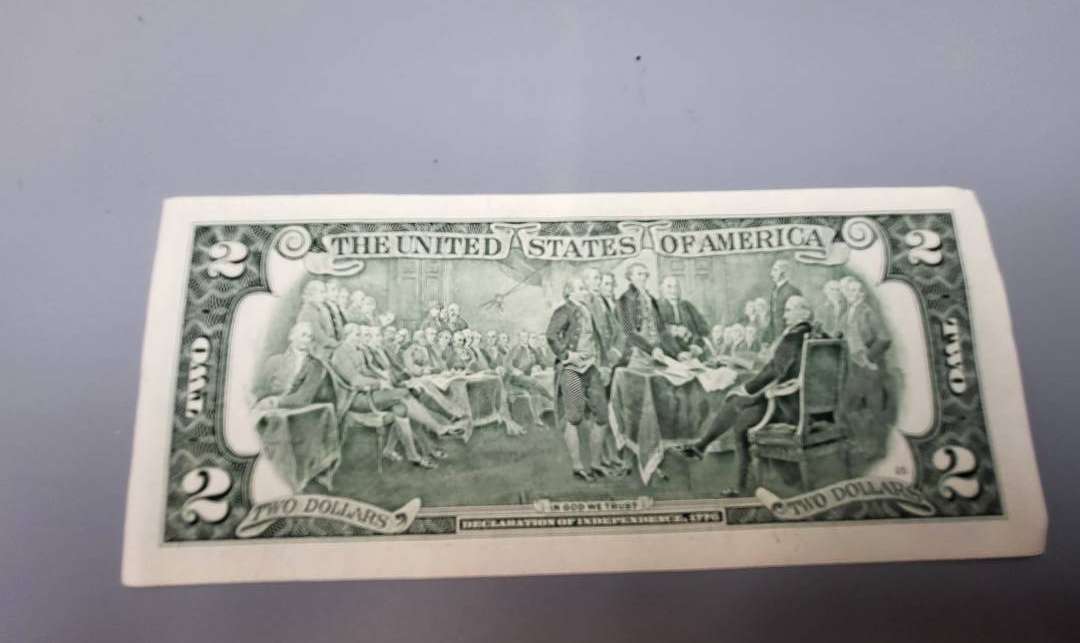 2 THE UNITED STATES OF AMERICA 2
TWO
TWO
2 2
TWO DOLLARS
IN GOD WE TRUST
TWO DOLLARS
DECLARATION OF INDEPENDENCE, 1776